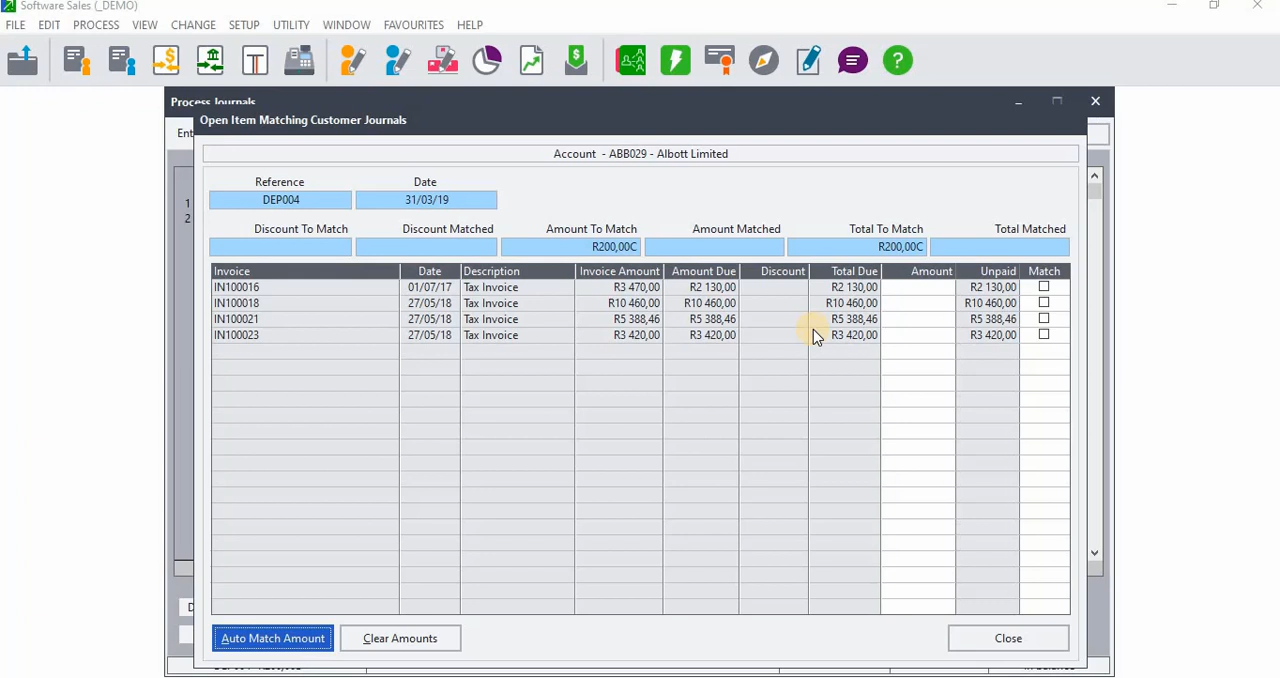 Software Sales (_DEMO)
FILE EDIT PROCESS VIEW CHANGE SETUP UTILITY WINDOW FAVOURITES HELP
Process Journals
Open Item Matching Customer Journals
Ent
Account - ABB029 - Albott Limited
Reference Date
DEP004 31/03/19
1
2
Discount To Match Discount Matched Amount To Match Amount Matched Total To Match Total Matched
R200,00C R200,00C
Invoice Date Description Invoice Amount Amount Due Discount Total Due Amount Unpaid Match
IN100016 01/07/17 Tax Invoice R3 470,00 R2 130,00 R2 130,00 R2 130,00
IN100018 27/05/18 Tax Invoice R10 460,00 R10 460,00 R10 460,00 R10 460,00
IN100021 27/05/18 Tax Invoice R5 388,46 R5 388,46 R5 388,46 R5 388,46
IN100023 27/05/18 Tax Invoice R3 420,00 R3 420,00 R3 420,00 R3 420,00
Auto Match Amount Clear Amounts Close